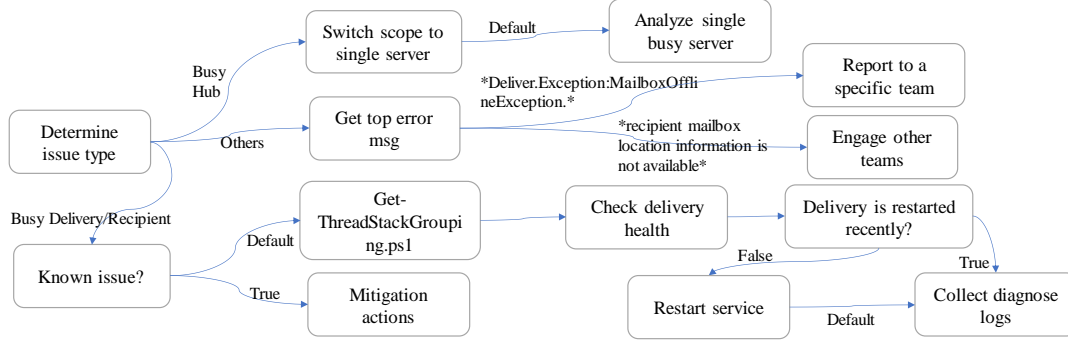 Switch scope to
single server
Default
Analyze single
busy server
Busy
Hub
*Deliver.Exception:MailboxOffli
neException.*
Report to a
specific team
Determine
issue type
Others
Get top error
msg
*recipient mailbox
location information is
not available*
Engage other
teams
Busy Delivery/Recipient
Known issue?
Default
Get-
ThreadStackGroupi
ng.ps1
Check delivery
health
Delivery is restarted
recently?
True
Mitigation
actions
False
True
Restart service
Default
Collect diagnose
logs